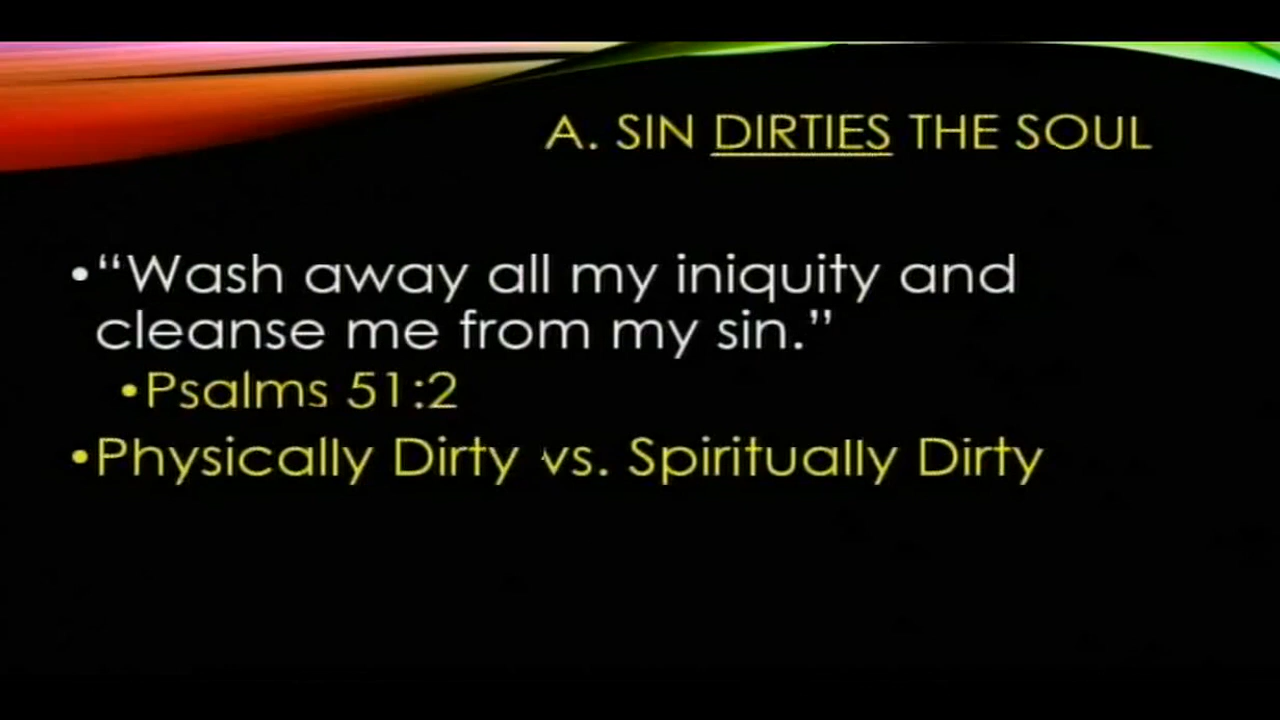 A. SIN DIRTIES THE SOUL
•“Wash away all my iniquity and
cleanse me from my sin.”
•Psalms 51:2
•Physically Dirty vs. Spiritually Dirty